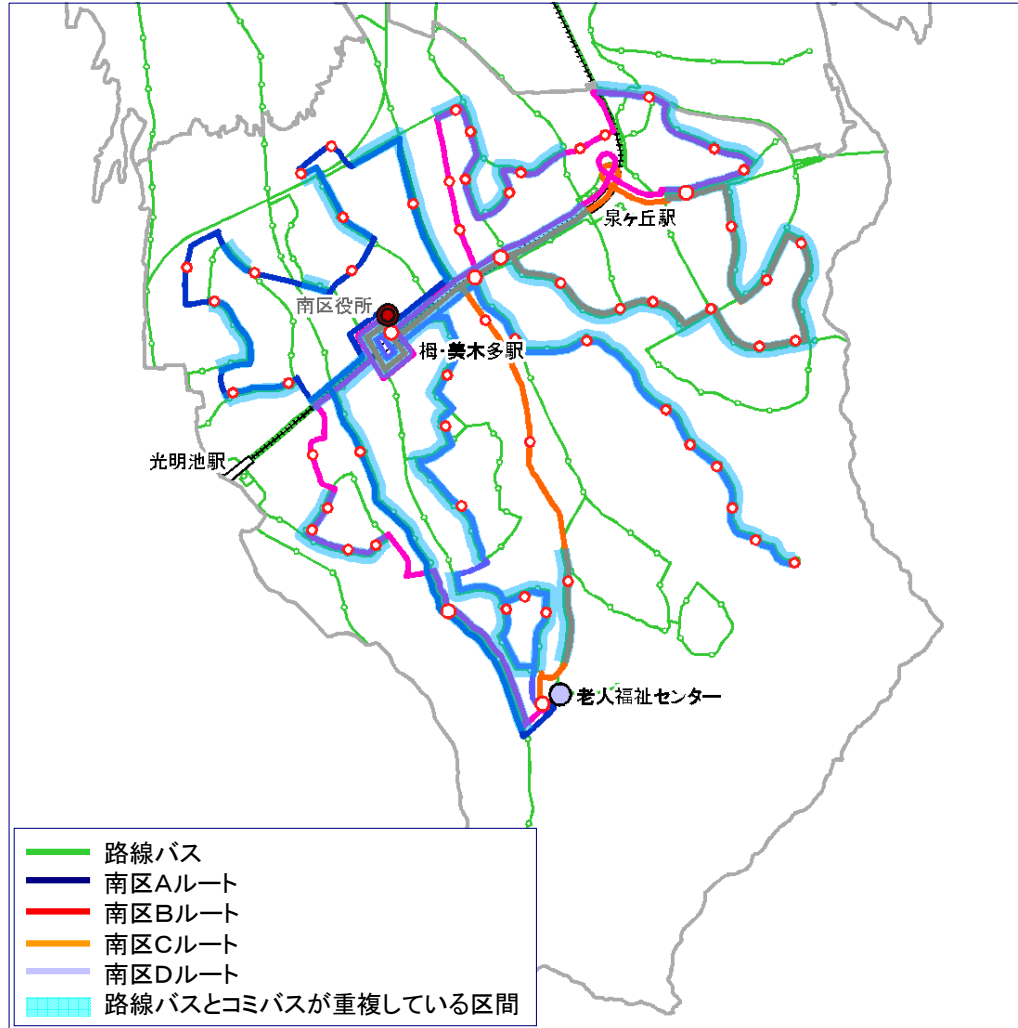 泉ヶ丘駅
南区役所
栂・美木多駅
光明池駅
老人福祉センター
路線バス
南区Aルート
南区Bルート
南区Cルート
南区Dルート
路線バスとコミバスが重複している区間